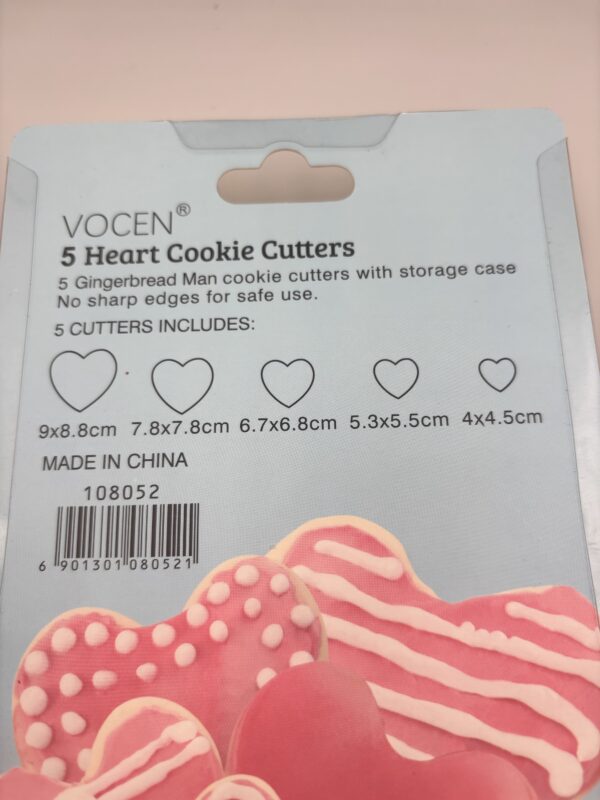 VOCEN®
5 Heart Cookie Cutters
5 Gingerbread Man cookie cutters with storage case
No sharp edges for safe use.
5 CUTTERS INCLUDES:
9x8.8cm 7.8x7.8cm 6.7x6.8cm 5.3x5.5cm 4x4.5cm
MADE IN CHINA
108052
6 901301 080521